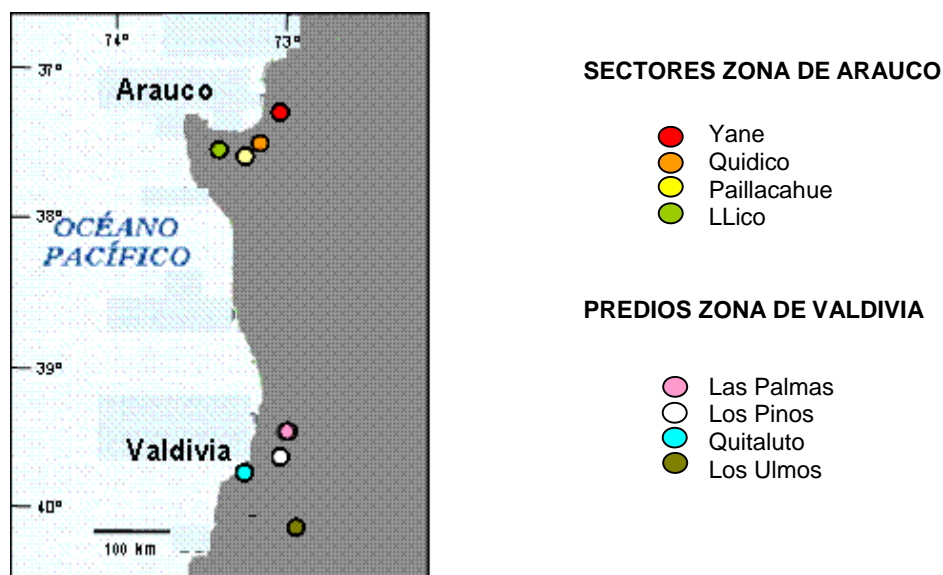 74°
73°
37°
Arauco
38°
OCÉANO
PACÍFICO
39°
Valdivia
40°
100 km
SECTORES ZONA DE ARAUCO
Yane
Quidico
Paillacahue
LLico
PREDIOS ZONA DE VALDIVIA
Las Palmas
Los Pinos
Quitaluto
Los Ulmos